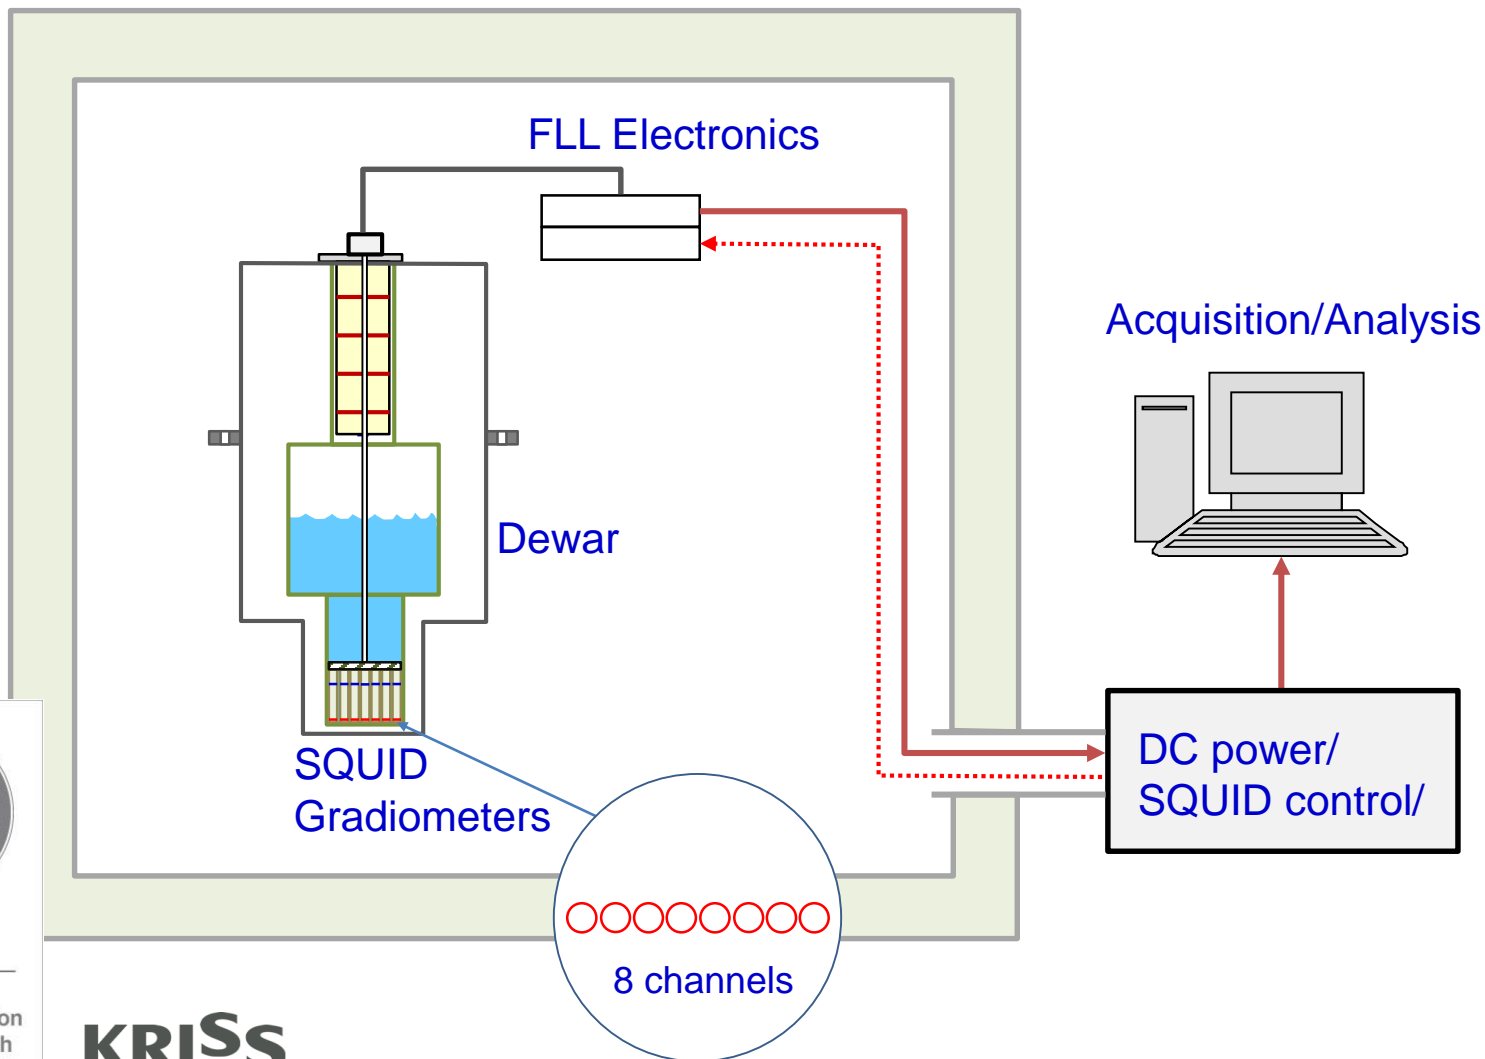 FLL Electronics
Acquisition/Analysis
Dewar
SQUID
Gradiometers
DC power/
SQUID control/
8 channels
KRISS